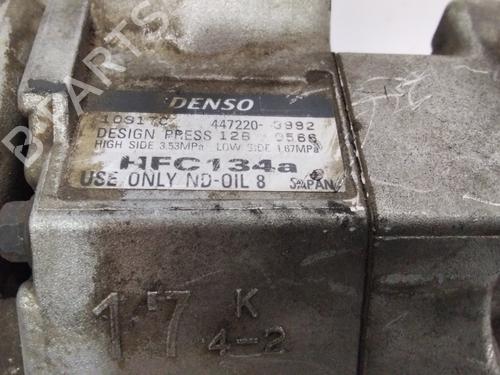 DENSO
10S17C 447220-3992
DESIGN PRESS 126 0566
HIGH SIDE 3.53MPa LOW SIDE 1.67MPa
HFC134a
USE ONLY ND-OIL 8 JAPAN
17 K
4-2